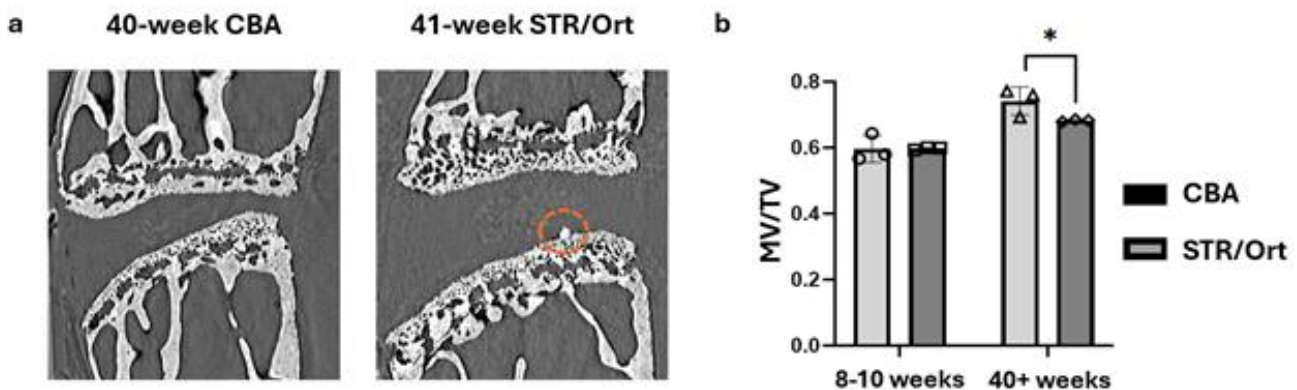 a
40-week CBA
41-week STR/Ort
b
*
MV/TV
0.8
0.6
0.4
0.2
0.0
8-10 weeks
40+ weeks
CBA
STR/Ort